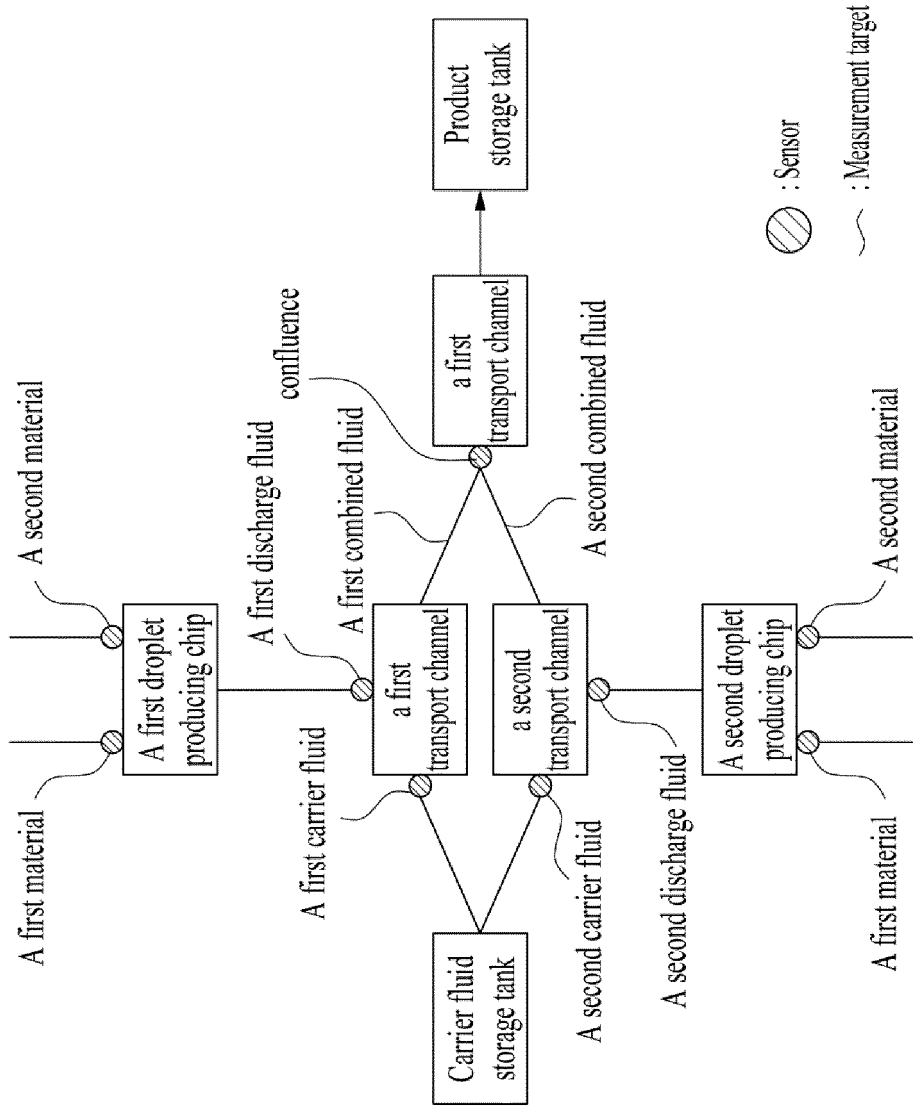 A first material
A second material
A first droplet
producing chip
A first discharge fluid
A first combined fluid
confluence
A first carrier fluid
a first
transport channel
Carrier fluid
storage tank
a first
transport channel
Product
storage tank
a second
transport channel
A second carrier fluid
A second discharge fluid
A second combined fluid
A second droplet
producing chip
A first material
A second material
: Sensor
: Measurement target